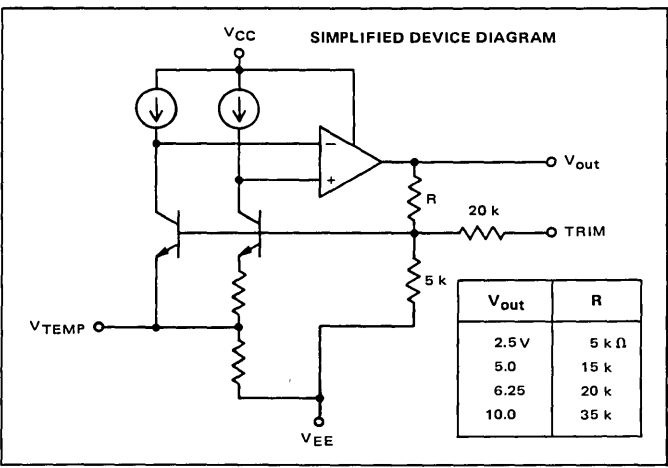 VCC
SIMPLIFIED DEVICE DIAGRAM
−
+
Vout
R
20 k
TRIM
5 k
VTEMP
VEE
Vout R
2.5 V 5 k Ω
5.0 15 k
6.25 20 k
10.0 35 k